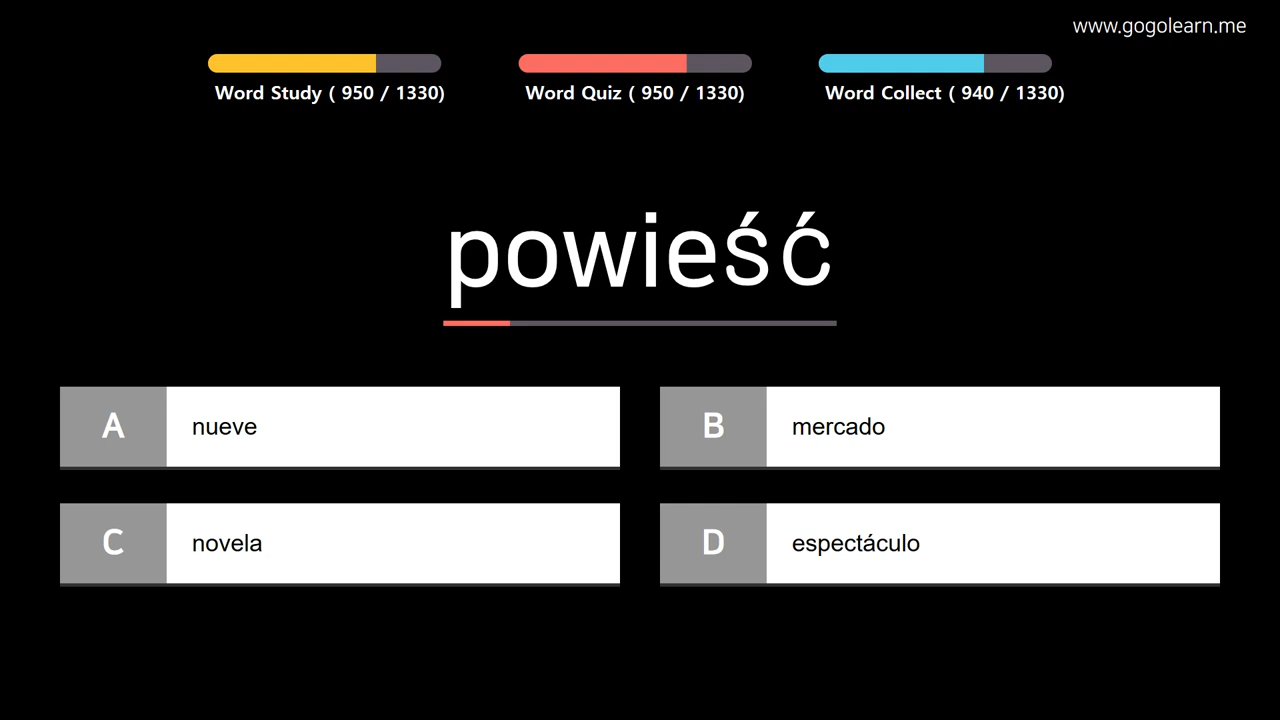 www.gogolearn.me
Word Study ( 950 / 1330)
Word Quiz ( 950 / 1330)
Word Collect ( 940 / 1330)
powieść
A
nueve
B
mercado
C
novela
D
espectáculo